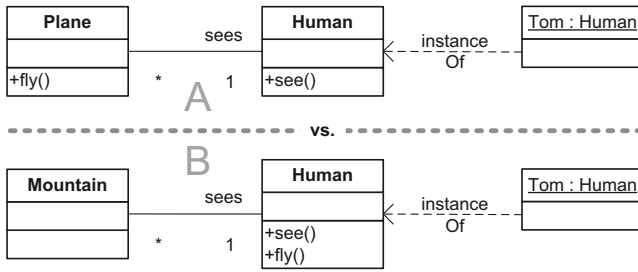 Plane
sees
Human
instance
Of
Tom : Human
+fly()
*
1
+see()
A
vs.
B
Mountain
sees
Human
instance
Of
Tom : Human
*
1
+see()
+fly()